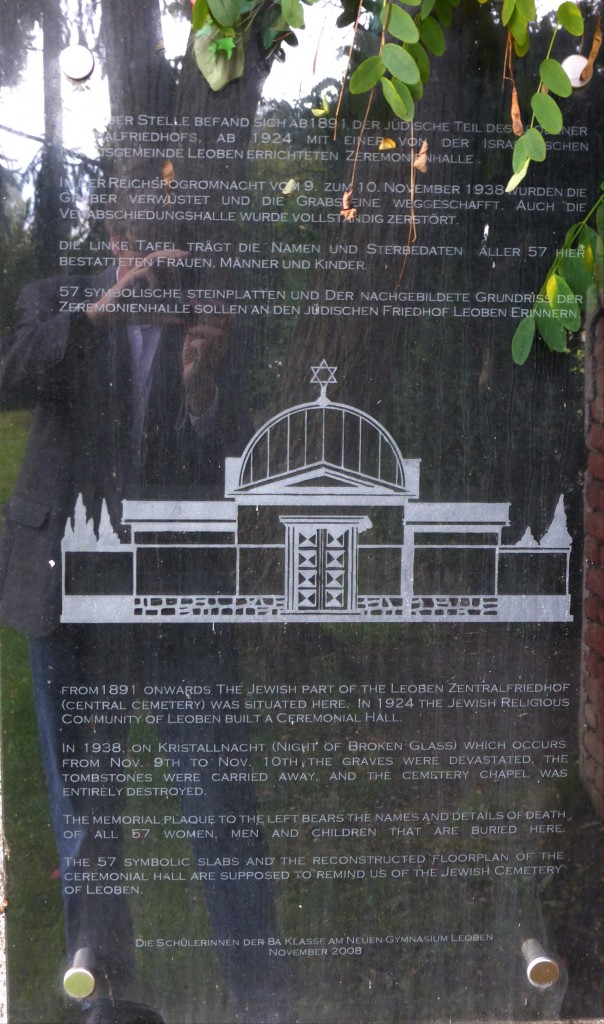 DER STELLE BEFAND SICH AB1891 DER JÜDISCHE TEIL DES
AB 1924 MIT VON DER
LEOBEN ERRICHTETEN ZEREMONIENHALLE.
IN DER REICHSPOGROMNACHT VOM 9. ZUM 10. NOVEMBER 1938 WURDEN DIE
GRÄBER VERWÜSTET UND DIE GRABSTEINE WEGGESCHAFFT. AUCH DIE
VERABSCHIEDUNGSHALLE WURDE VOLLSTÄNDIG ZERSTÖRT.
DIE LINKE TAFEL TRÄGT DIE NAMEN UND STERBEDATEN ALLER 57 HIER
BESTATTETEN FRAUEN, MÄNNER UND KINDER.
57 SYMBOLISCHE STEINPLATTEN UND DER NACHGEBILDETE GRUNDRISS DER
ZEREMONIENHALLE SOLLEN AN DEN JÜDISCHEN FRIEDHOF LEOBEN ERINNERN
FROM1891 ONWARDS THE JEWISH PART OF THE LEOBEN ZENTRALFRIEDHOF
(CENTRAL CEMETERY) WAS SITUATED HERE. IN 1924 THE JEWISH RELIGIOUS
COMMUNITY OF LEOBEN BUILT A CEREMONIAL HALL.
IN 1938, ON KRISTALLNACHT (NIGHT OF BROKEN GLASS) WHICH OCCURS
FROM NOV. 9TH TO NOV. 10TH THE GRAVES WERE DEVASTATED, THE
TOMBSTONES WERE CARRIED AWAY, AND THE CEMETERY CHAPEL WAS
ENTIRELY DESTROYED.
THE MEMORIAL PLAQUE TO THE LEFT BEARS THE NAMES AND DETAILS OF DEATH
OF ALL 57 WOMEN, MEN AND CHILDREN THAT ARE BURIED HERE.
THE 57 SYMBOLIC SLABS AND THE RECONSTRUCTED FLOORPLAN OF THE
CEREMONIAL HALL ARE SUPPOSED TO REMIND US OF THE JEWISH CEMETERY
OF LEOBEN.
DIE SCHÜLERINNEN DER 8A KLASSE AM NEUEN GYMNASIUM LEOBEN
NOVEMBER 2008